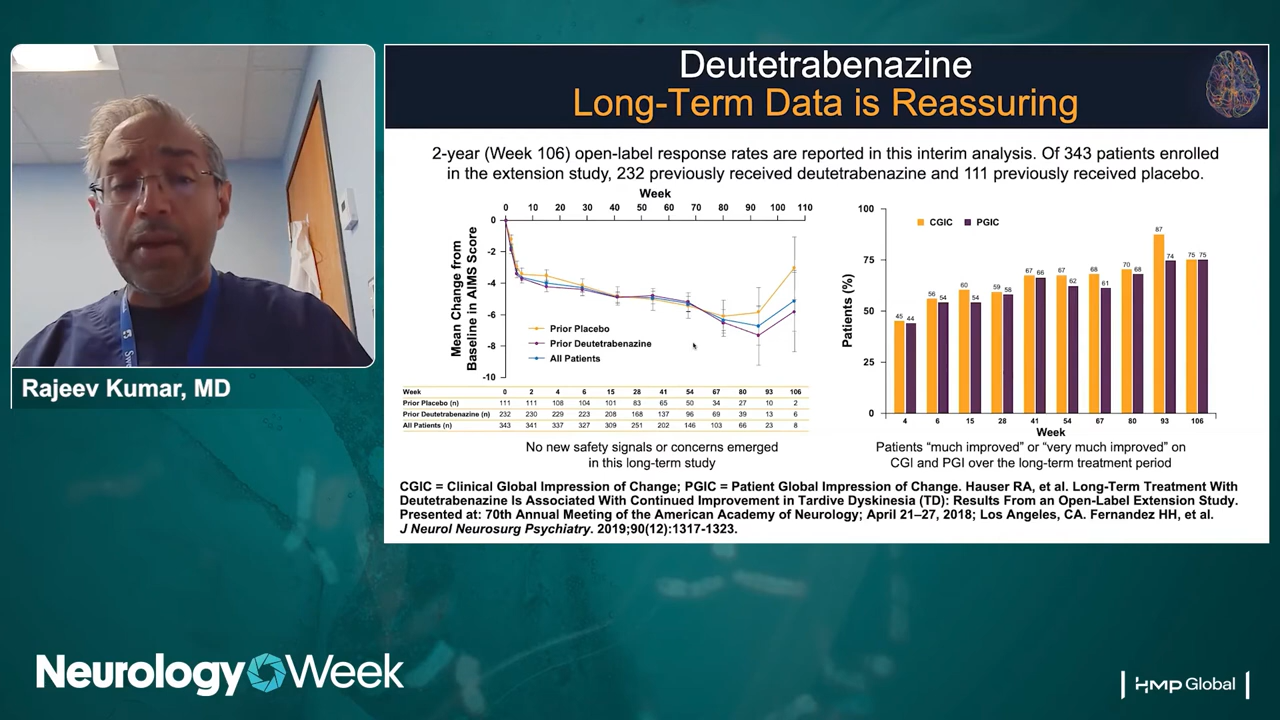 Deutetrabenazine
Long-Term Data is Reassuring
2-year (Week 106) open-label response rates are reported in this interim analysis. Of 343 patients enrolled
in the extension study, 232 previously received deutetrabenazine and 111 previously received placebo.
Week
0 10 20 30 40 50 60 70 80 90 100 110
0
-2
-4
-6
-8
-10
Mean Change from
Baseline in AIMS Score
Prior Placebo
Prior Deutetrabenazine
All Patients
Week 0 2 4 6 15 28 41 54 67 80 93 106
Prior Placebo (n) 111 111 108 104 101 83 65 50 34 27 10 2
Prior Deutetrabenazine (n) 232 230 229 223 208 168 137 96 69 39 13 6
All Patients (n) 343 341 337 327 309 251 202 146 103 66 23 8
No new safety signals or concerns emerged
in this long-term study
100
75
50
25
0
Patients (%)
CGIC PGIC
45 44 56 54 60 54 59 58 67 66 67 62 68 61 70 68 87 74 75 75
4 6 15 28 41 54 67 80 93 106
Week
Patients “much improved” or “very much improved” on
CGI and PGI over the long-term treatment period
CGIC = Clinical Global Impression of Change; PGIC = Patient Global Impression of Change. Hauser RA, et al. Long-Term Treatment With
Deutetrabenazine Is Associated With Continued Improvement in Tardive Dyskinesia (TD): Results From an Open-Label Extension Study.
Presented at: 70th Annual Meeting of the American Academy of Neurology; April 21–27, 2018; Los Angeles, CA. Fernandez HH, et al.
J Neurol Neurosurg Psychiatry. 2019;90(12):1317-1323.
Rajeev Kumar, MD
Neurology Week
HMP Global